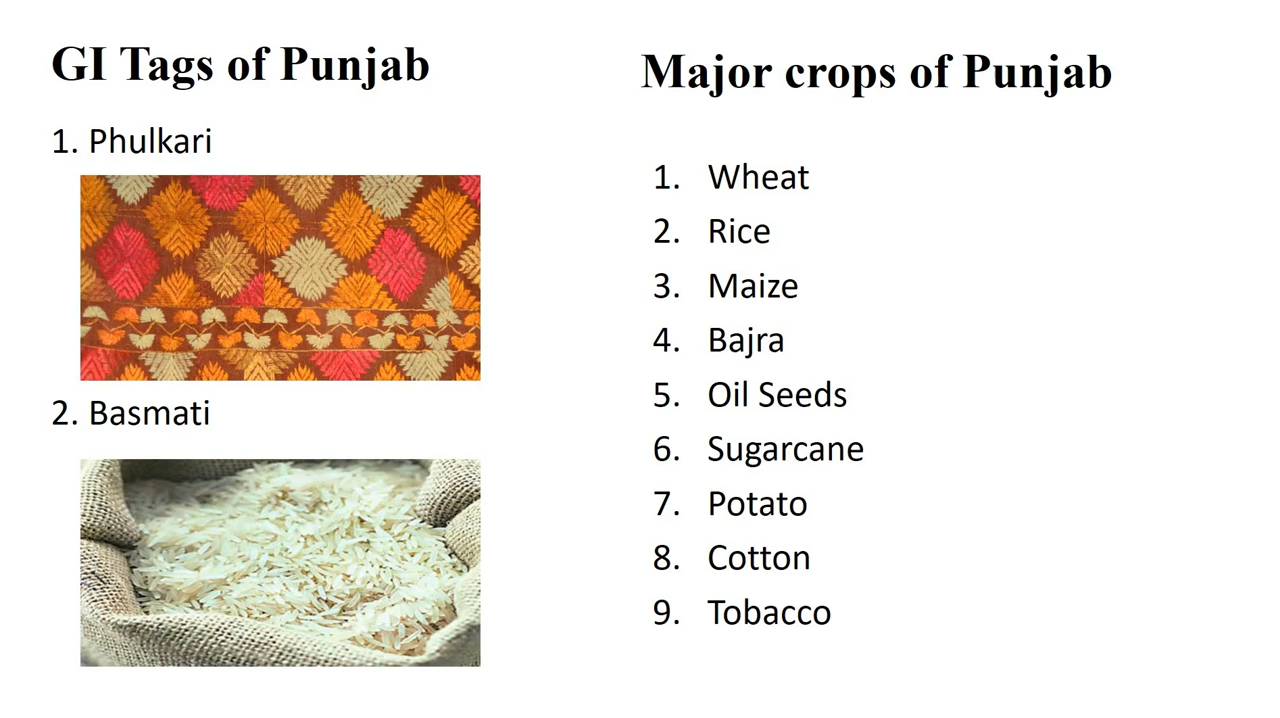 GI Tags of Punjab
1. Phulkari
2. Basmati
Major crops of Punjab
1. Wheat
2. Rice
3. Maize
4. Bajra
5. Oil Seeds
6. Sugarcane
7. Potato
8. Cotton
9. Tobacco